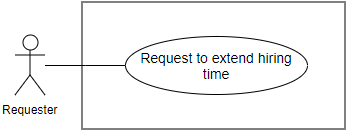 Request to extend hiring
time
Requester